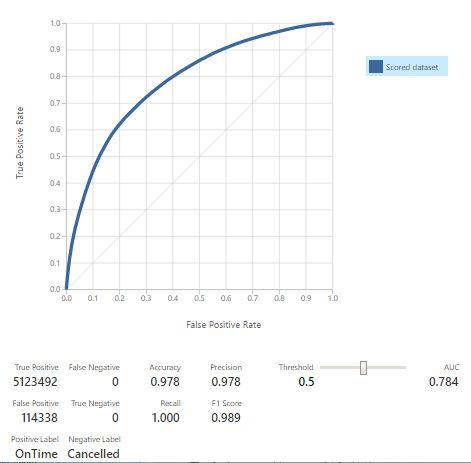 1.0
0.9
0.8
0.7
0.6
0.5
0.4
0.3
0.2
0.1
0.0
True Positive Rate
0.0 0.1 0.2 0.3 0.4 0.5 0.6 0.7 0.8 0.9 1.0
False Positive Rate
Scored dataset
True Positive False Negative Accuracy Precision Threshold AUC
5123492 0 0.978 0.978 0.5 0.784
False Positive True Negative Recall F1 Score
114338 0 1.000 0.989
Positive Label Negative Label
OnTime Cancelled